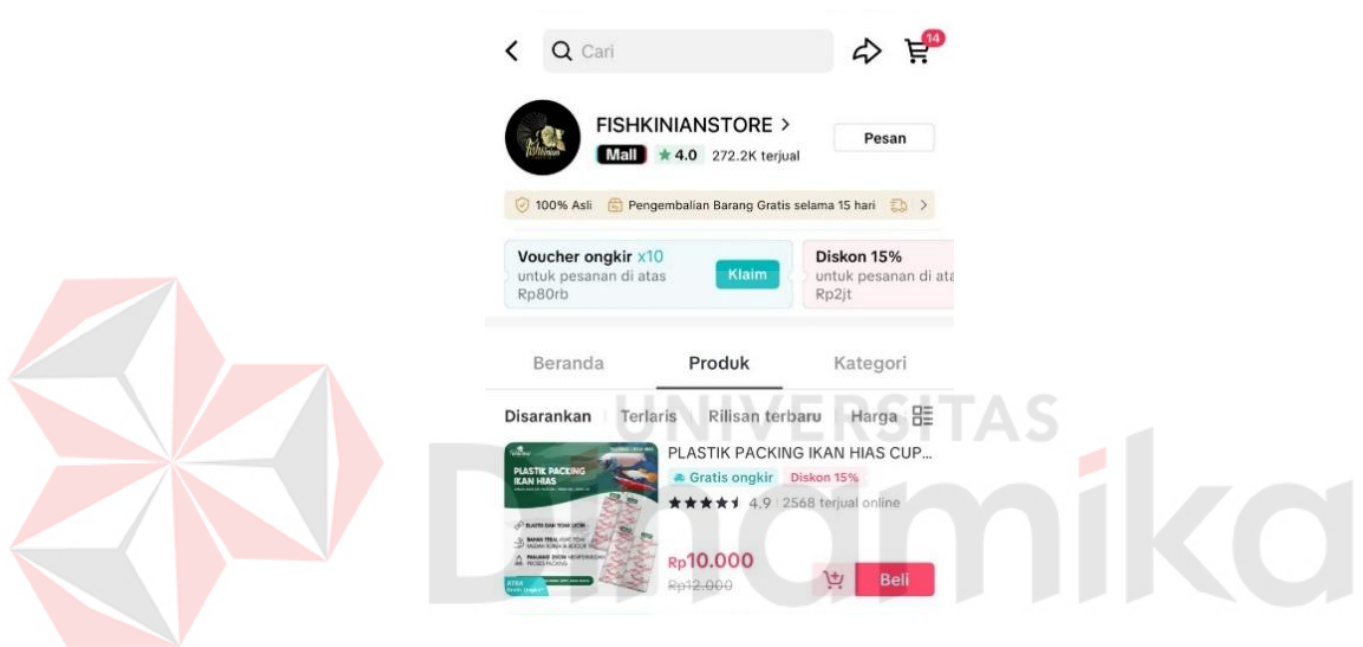 Cari
14
FISHKINIANSTORE >
Mall ★ 4.0 272.2K terjual
Pesan
100% Asli Pengembalian Barang Gratis selama 15 hari >
Voucher ongkir x10
untuk pesanan di atas
Rp80rb
Klaim
Diskon 15%
untuk pesanan di ata
Rp2jt
Beranda Produk Kategori
UNIVERSITAS
Dinamika
Disarankan Terlaris Rilisan terbaru Harga
PLASTIK PACKING
IKAN HIAS
PLASTIK PACKING IKAN HIAS CUP...
Gratis ongkir Diskon 15%
4.9 2568 terjual online
Rp10.000
Rp12.000
Beli